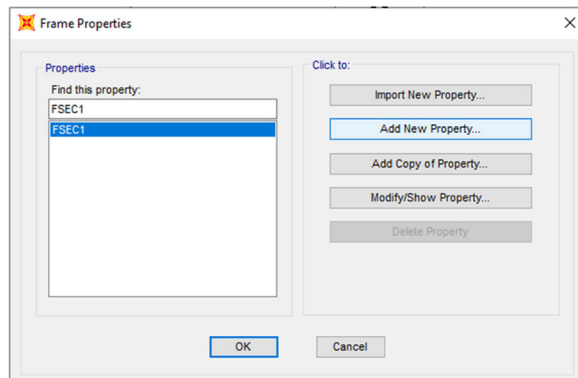 Frame Properties
Properties
Find this property:
FSEC1
FSEC1
Click to:
Import New Property...
Add New Property...
Add Copy of Property...
Modify/Show Property...
Delete Property
OK
Cancel